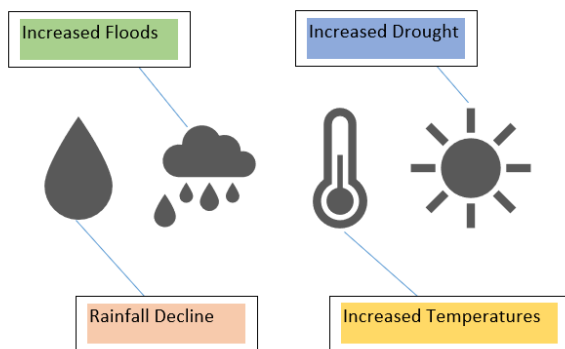 Increased Floods
Increased Drought
Rainfall Decline
Increased Temperatures